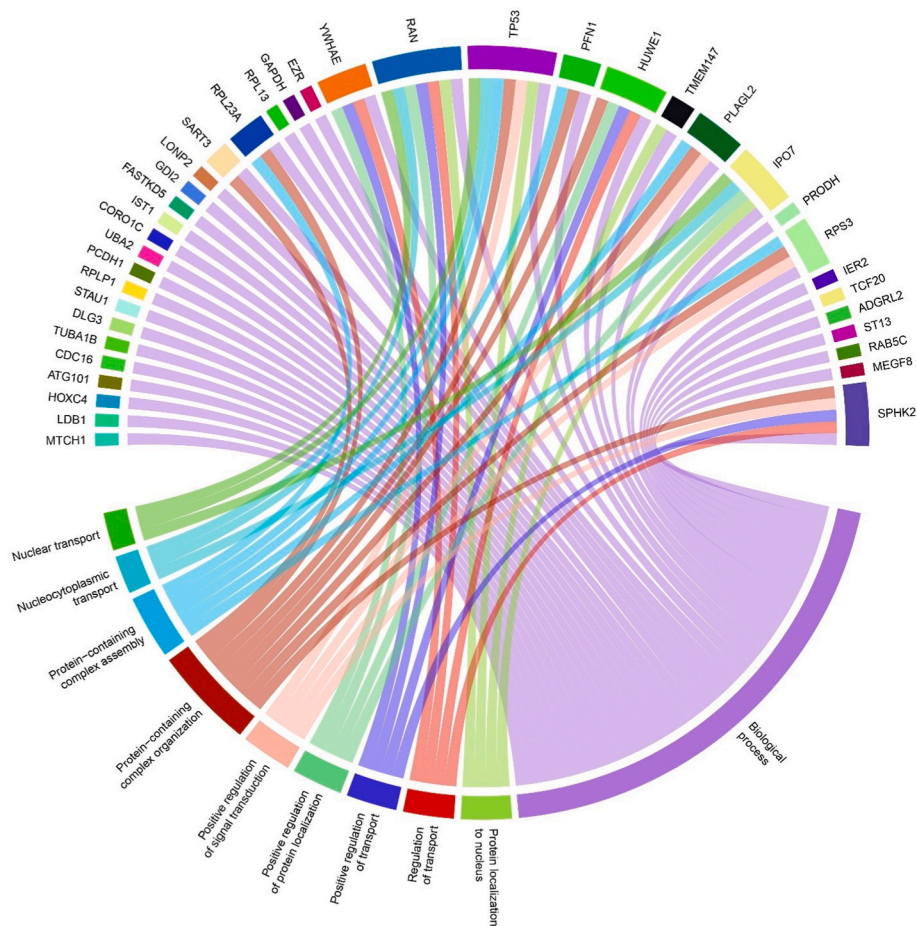 MTCH1
LDB1
HOXC4
ATG101
CDC16
TUBA1B
DLG3
STAU1
RPLP1
PCDH1
UBA2
CORO1C
IST1
FASTKD5
GDI2
LONP2
SART3
RPL23A
RPL13
GAPDH
EZR
YWHAE
RAN
TP53
PFN1
HUWE1
TMEM147
PLAGL2
IPO7
PRODH
RPS3
IER2
TCF20
ADGRL2
ST13
RAB5C
MEGF8
SPHK2
Biological
process
Protein localization
to nucleus
Regulation
of transport
Positive regulation
of transport
Positive regulation
of protein localization
Positive regulation
of signal transduction
Protein−containing
complex organization
Protein−containing
complex assembly
Nucleocytoplasmic
transport
Nuclear transport